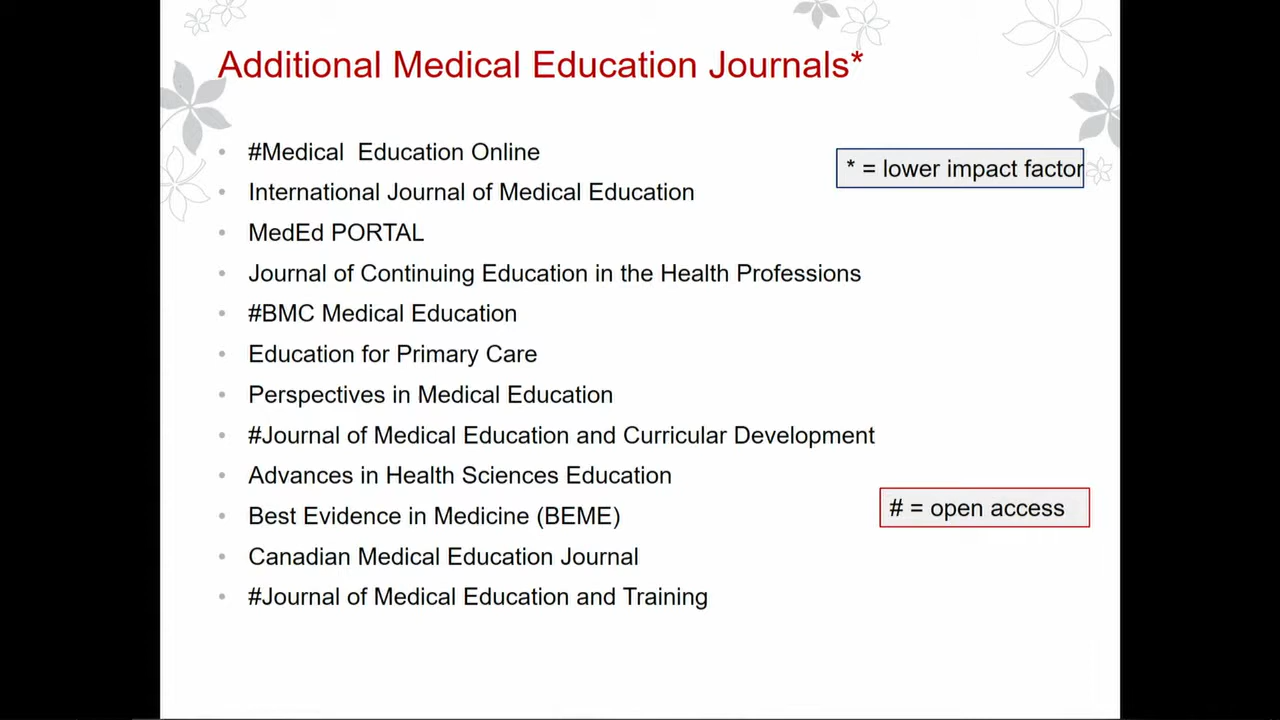 Additional Medical Education Journals*
#Medical  Education Online
* = lower impact factor
International Journal of Medical Education
MedEd PORTAL
Journal of Continuing Education in the Health Professions
#BMC Medical Education
Education for Primary Care
Perspectives in Medical Education
#Journal of Medical Education and Curricular Development
Advances in Health Sciences Education
# = open access
Best Evidence in Medicine (BEME)
Canadian Medical Education Journal
#Journal of Medical Education and Training